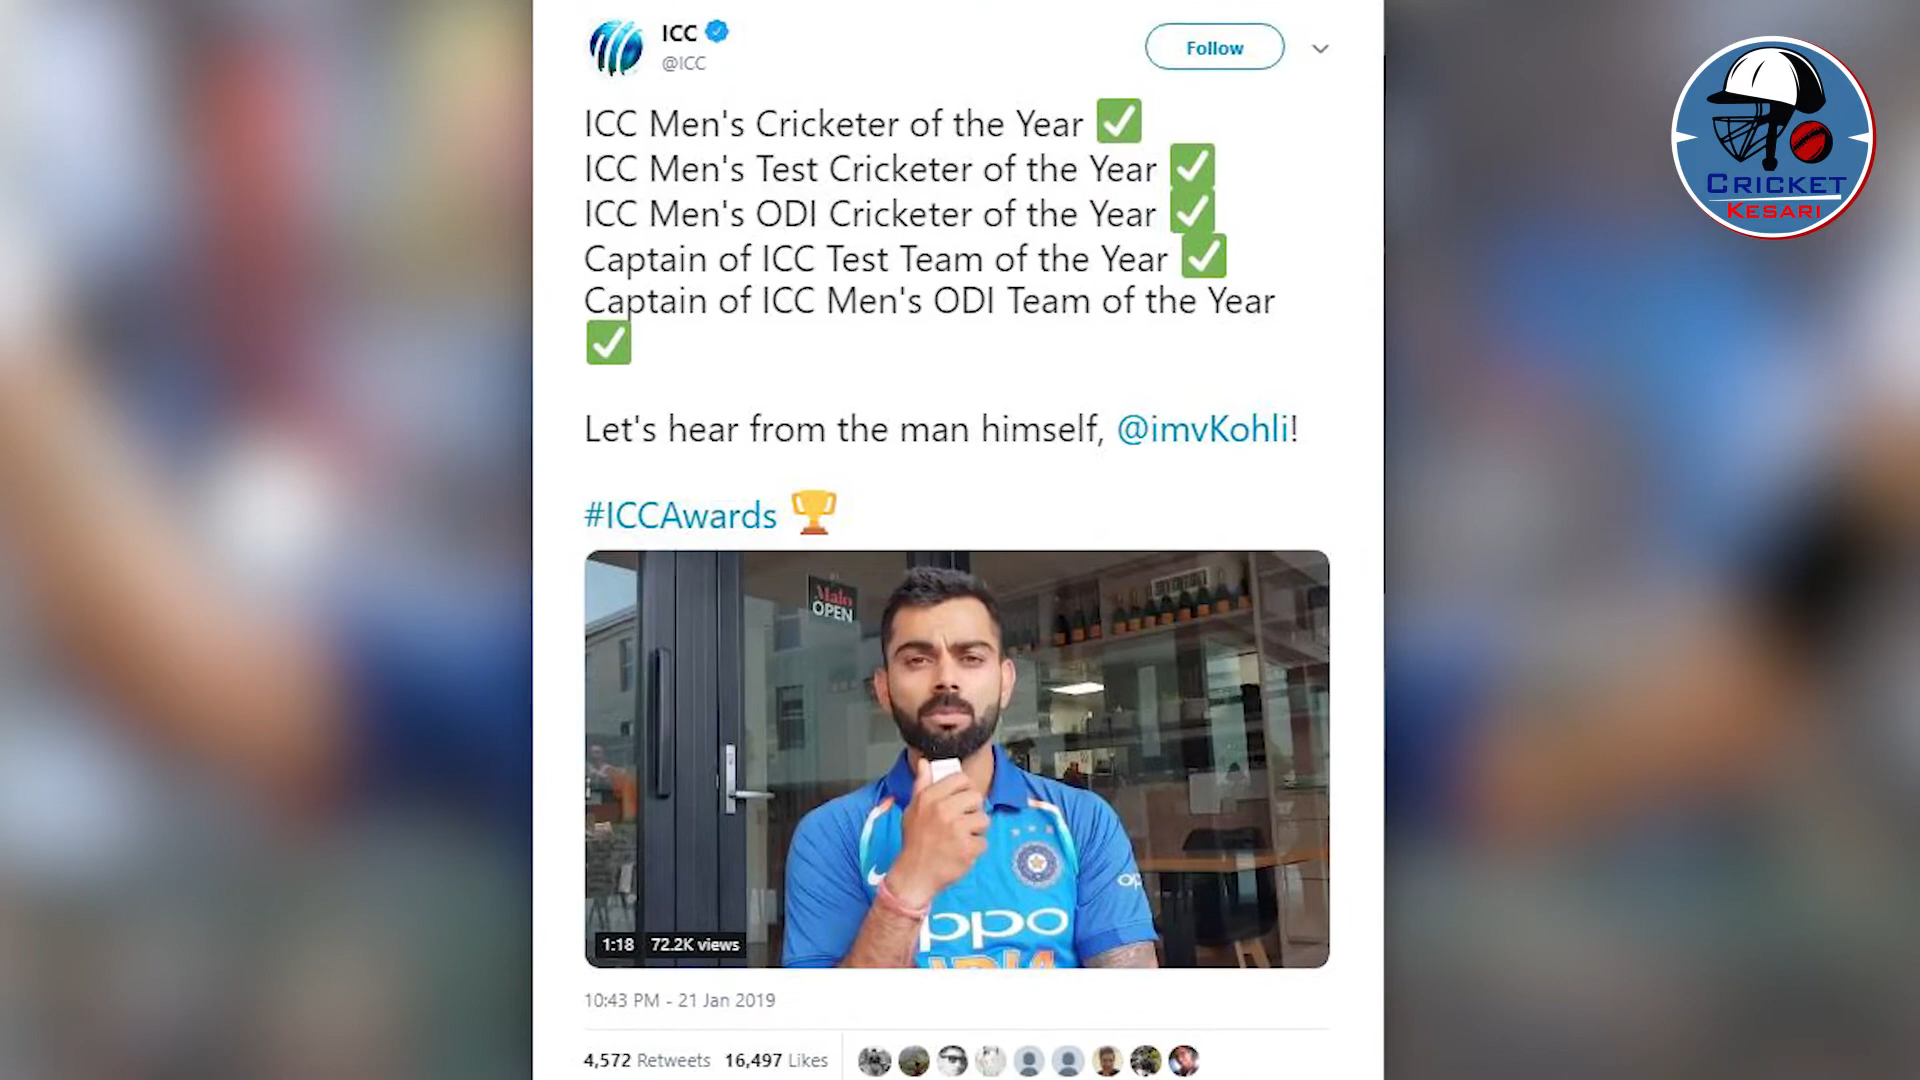 ICC
@ICC
Follow
ICC Men's Cricketer of the Year ✅
ICC Men's Test Cricketer of the Year ✅
ICC Men's ODI Cricketer of the Year ✅
Captain of ICC Test Team of the Year ✅
Captain of ICC Men's ODI Team of the Year
✅
Let's hear from the man himself, @imvKohli!
#ICCAwards 🏆
Malo
OPEN
oppo
INDIA
1:18 72.2K views
10:43 PM - 21 Jan 2019
4,572 Retweets 16,497 Likes
CRICKET
KESARI